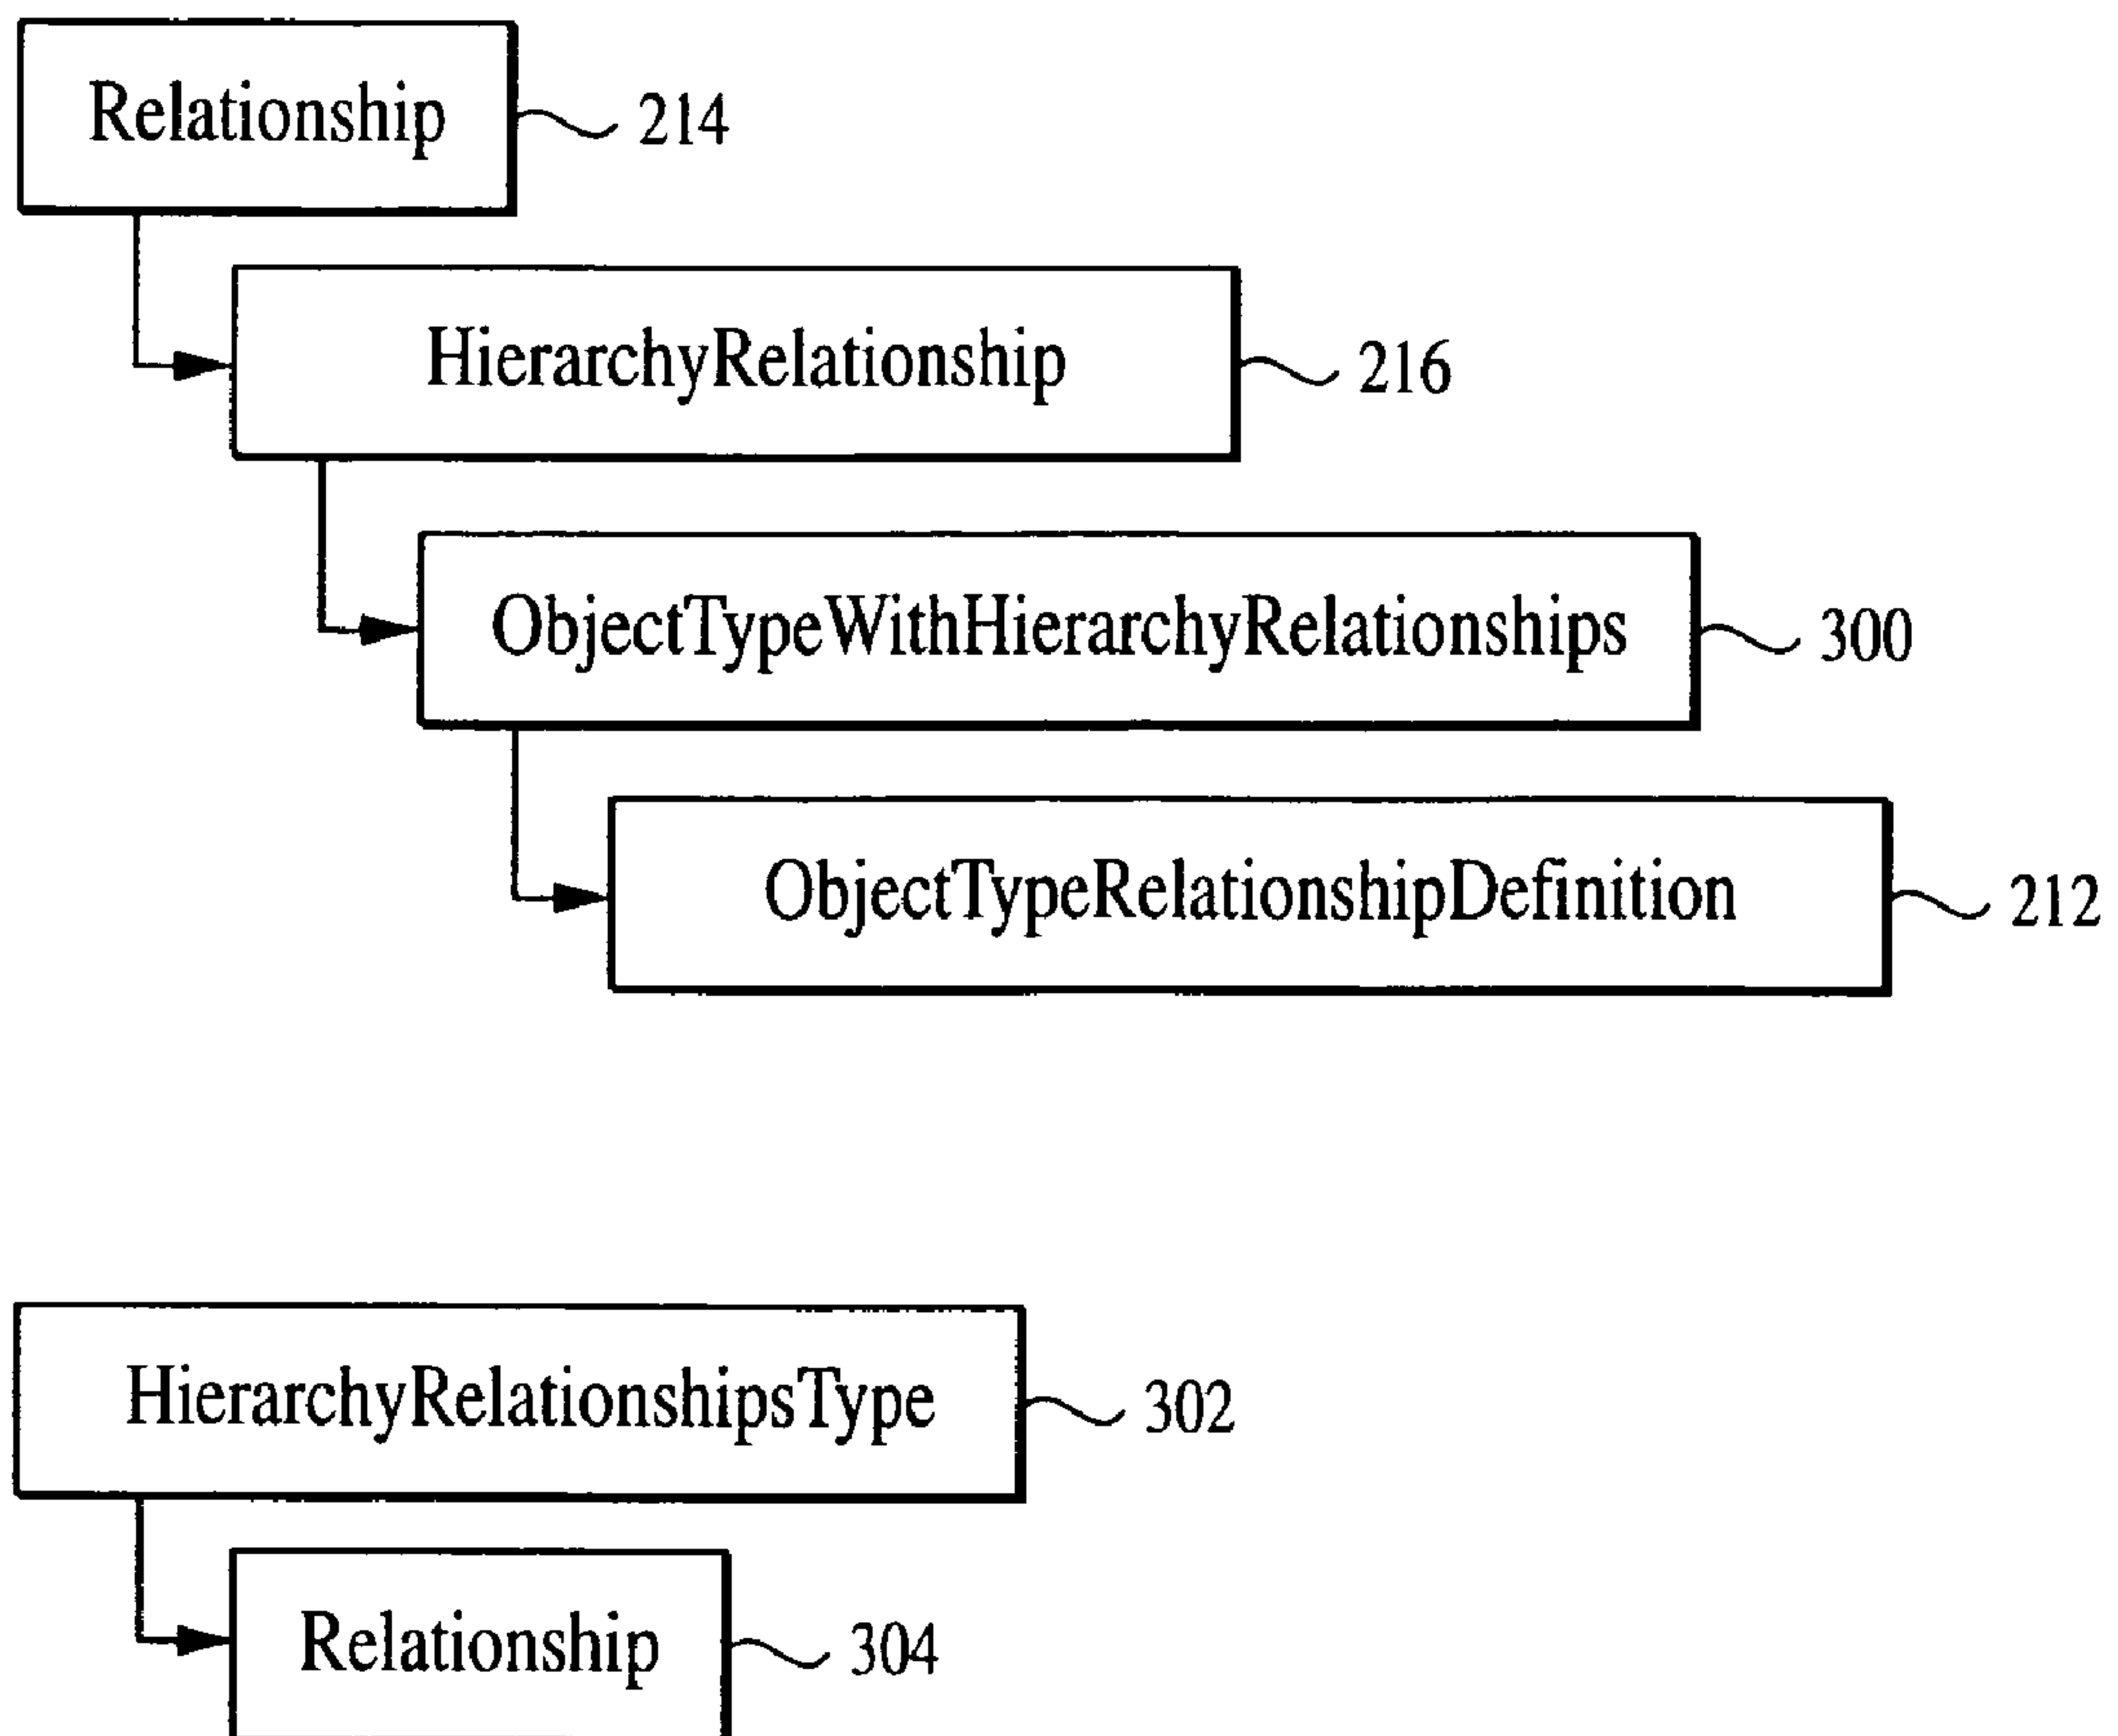 Relationship 214
HierarchyRelationship 216
ObjectTypeWithHierarchyRelationships 300
ObjectTypeRelationshipDefinition 212
HierarchyRelationshipsType 302
Relationship 304